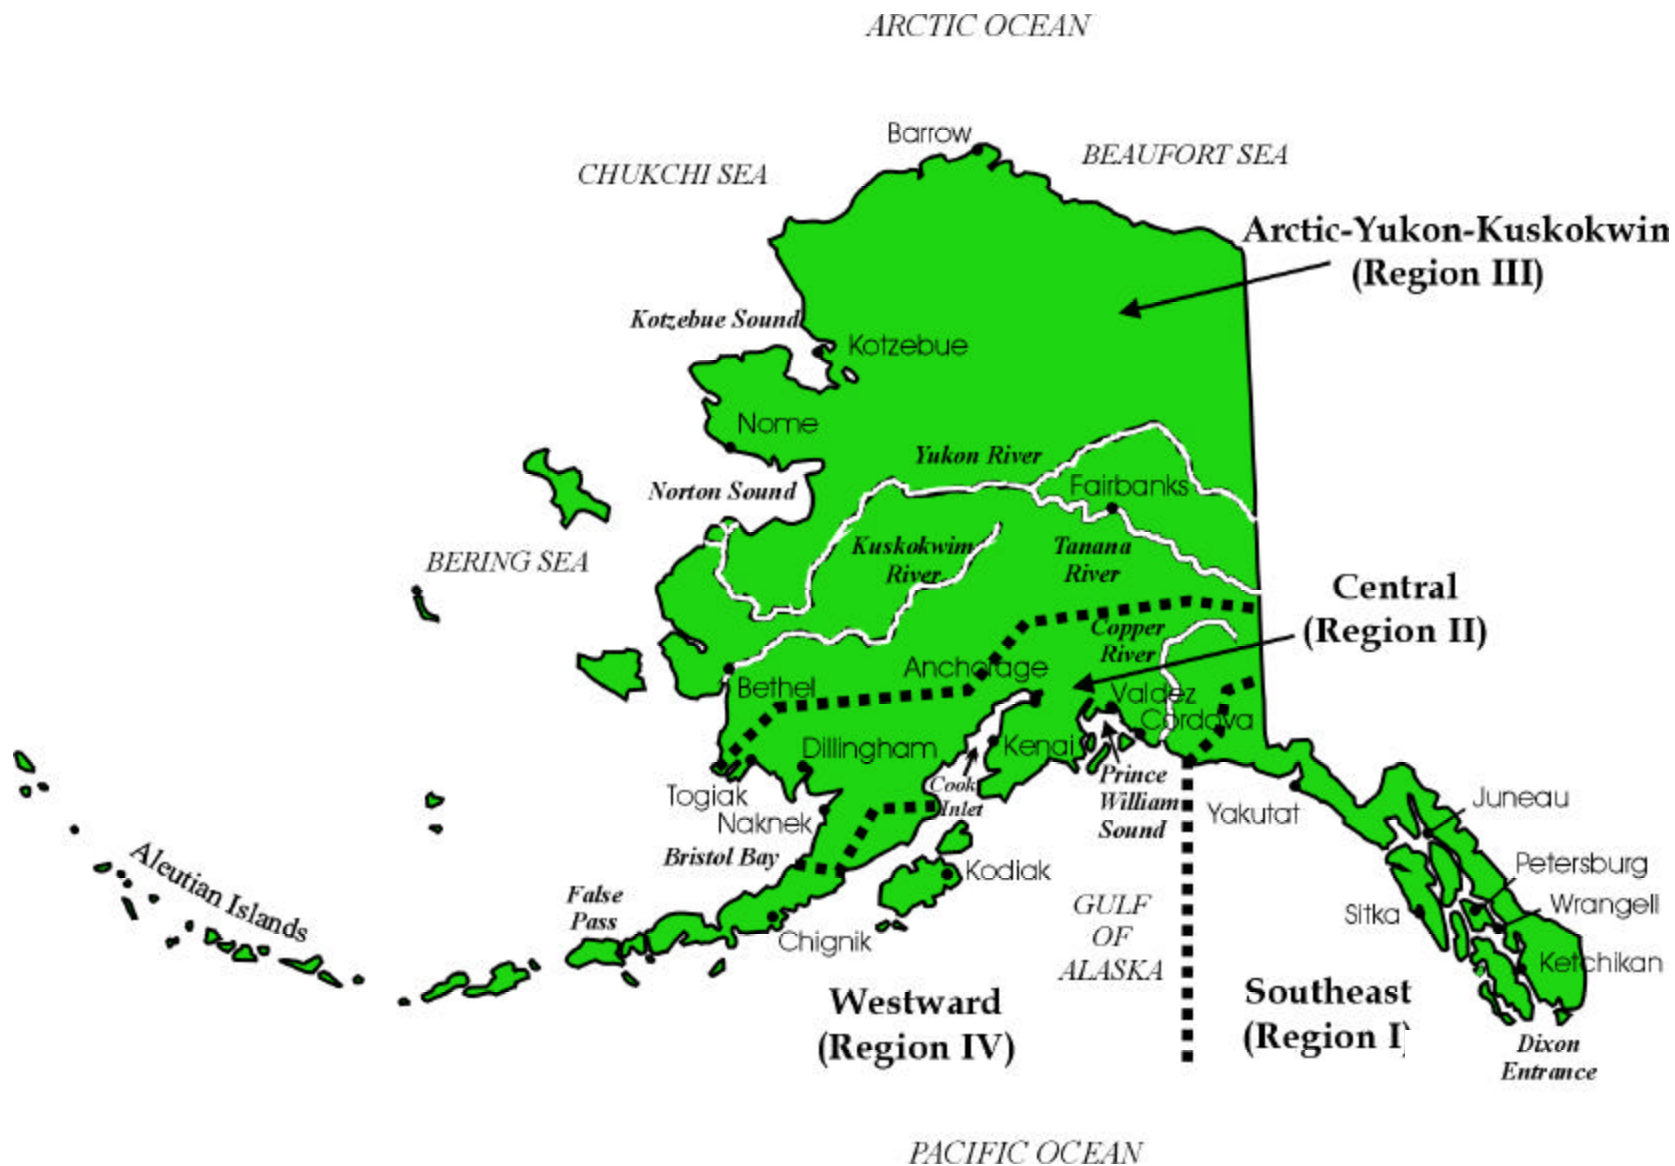 ARCTIC OCEAN
Barrow
BEAUFORT SEA
CHUKCHI SEA
Arctic-Yukon-Kuskokwin
(Region III)
Kotzebue Sound
Kotzebue
Nome
Yukon River
Fairbanks
Norton Sound
Kuskokwim
River
Tanana
River
BERING SEA
Central
(Region II)
Copper
River
Anchorage
Bethel
Valdez
Cordova
Dillingham
Kenai
Togiak
Cook
Inlet
Prince
William
Sound
Naknek
Yakutat
Juneau
Bristol Bay
Petersburg
Kodiak
Aleutian Islands
False
Pass
Wrangell
Sitka
GULF
OF
ALASKA
Chignik
Ketchikan
Westward
(Region IV)
Southeast
(Region I)
Dixon
Entrance
PACIFIC OCEAN